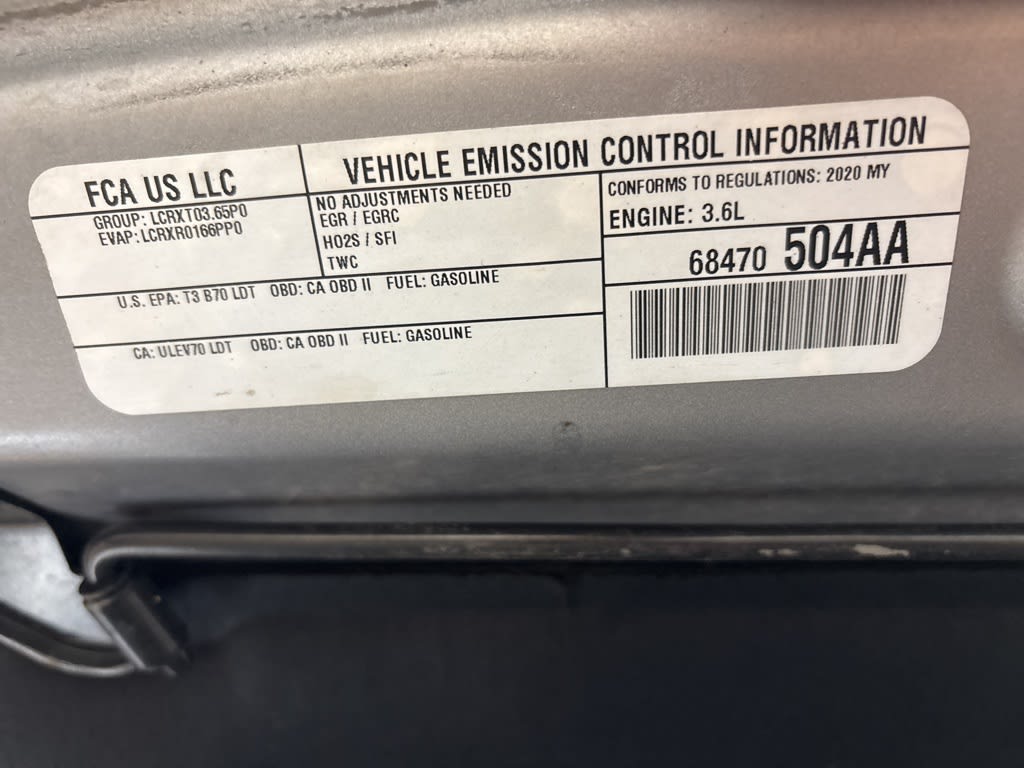 FCA US LLC
GROUP: LCRXT03.65P0
EVAP: LCRXR0166PP0
VEHICLE EMISSION CONTROL INFORMATION
NO ADJUSTMENTS NEEDED
EGR / EGRC
HO2S / SFI
TWC
CONFORMS TO REGULATIONS: 2020 MY
ENGINE: 3.6L
68470 504AA
U.S. EPA: T3 B70 LDT OBD: CA OBD II FUEL: GASOLINE
CA: ULEV70 LDT OBD: CA OBD II FUEL: GASOLINE